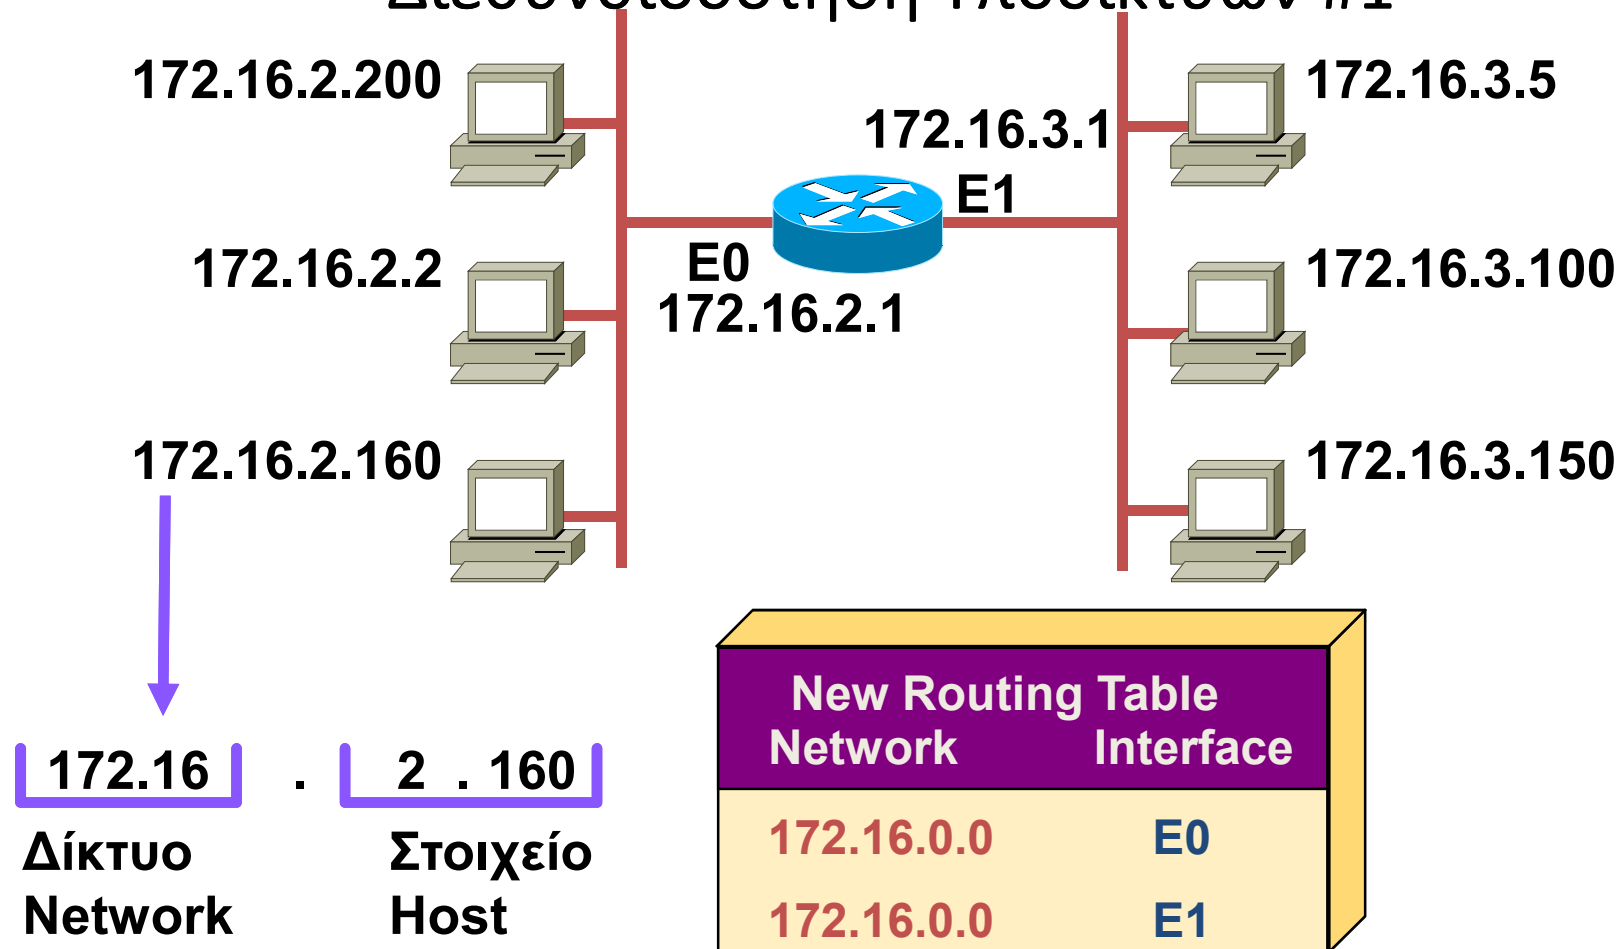 Διευθυνσιοδότηση Υποδικτύων #1
172.16.2.200
172.16.3.5
172.16.3.1
E1
172.16.2.2
E0
172.16.2.1
172.16.3.100
172.16.2.160
172.16.3.150
172.16 . 2 . 160
Δίκτυο Στοιχείο
Network Host
New Routing Table
Network Interface
172.16.0.0 E0
172.16.0.0 E1